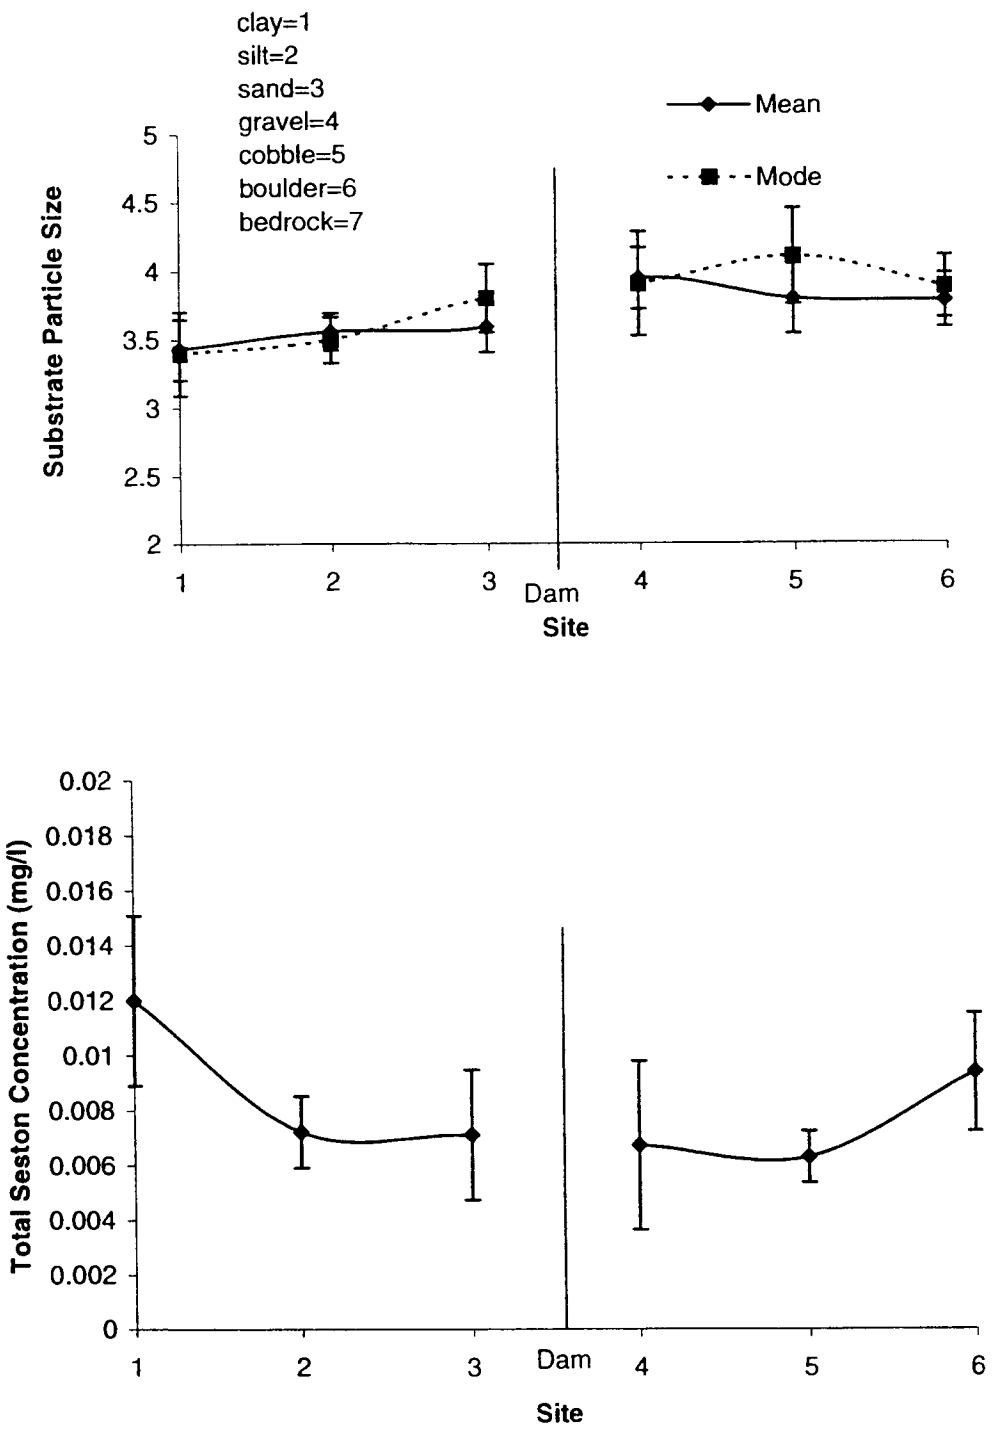 clay=1
silt=2
sand=3
gravel=4
cobble=5
boulder=6
bedrock=7
Mean
Mode
Substrate Particle Size
5
4.5
4
3.5
3
2.5
2
1 2 3 Dam 4 5 6
Site
Total Seston Concentration (mg/l)
0.02
0.018
0.016
0.014
0.012
0.01
0.008
0.006
0.004
0.002
0
1 2 3 Dam 4 5 6
Site